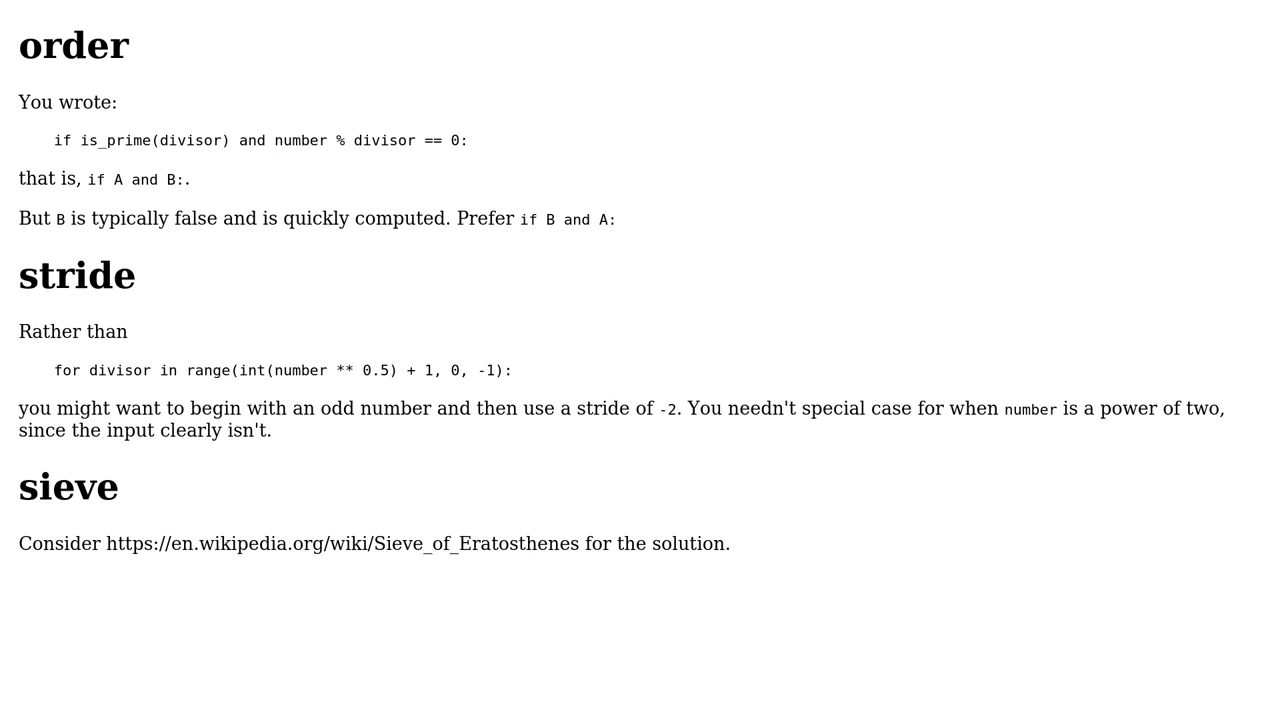 order
You wrote:
if is_prime(divisor) and number % divisor == 0:
that is, if A and B:.
But B is typically false and is quickly computed. Prefer if B and A:
stride
Rather than
for divisor in range(int(number ** 0.5) + 1, 0, -1):
you might want to begin with an odd number and then use a stride of -2. You needn't special case for when number is a power of two,
since the input clearly isn't.
sieve
Consider https://en.wikipedia.org/wiki/Sieve_of_Eratosthenes for the solution.